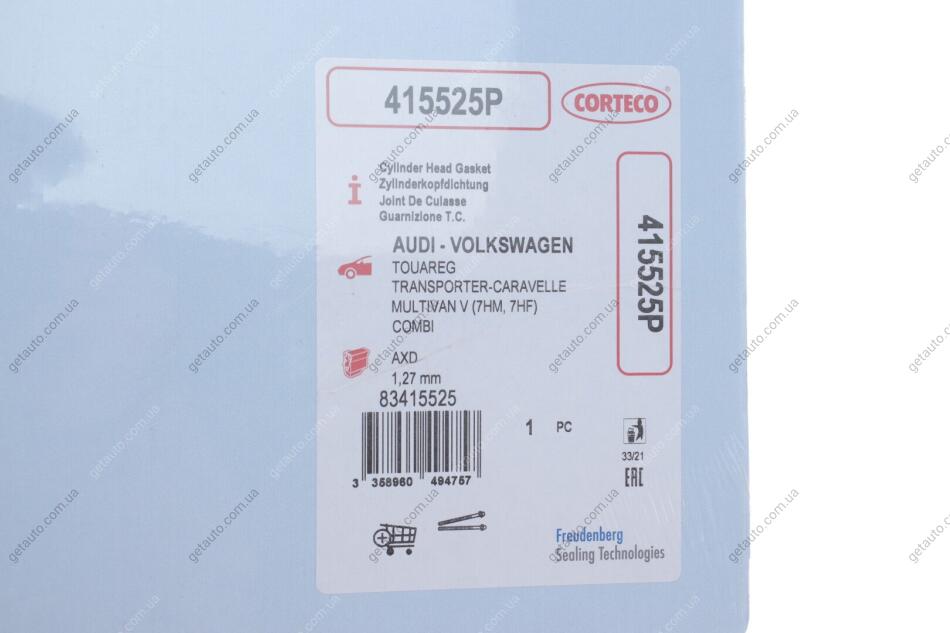 415525P
CORTECO
Cylinder Head Gasket
Zylinderkopfdichtung
Joint De Culasse
Guarnizione T.C.
415525P
AUDI - VOLKSWAGEN
TOUAREG
TRANSPORTER-CARAVELLE
MULTIVAN V (7HM, 7HF)
COMBI
AXD
1,27 mm
83415525
1 PC
33/21
EAC
3 358960 494757
Freudenberg
Sealing Technologies
getauto.com.ua